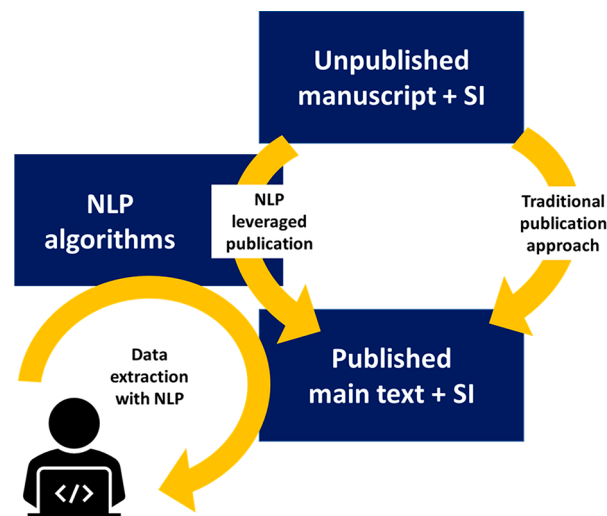 Unpublished
manuscript + SI
NLP
algorithms
NLP
leveraged
publication
Traditional
publication
approach
Data
extraction
with NLP
Published
main text + SI
</>